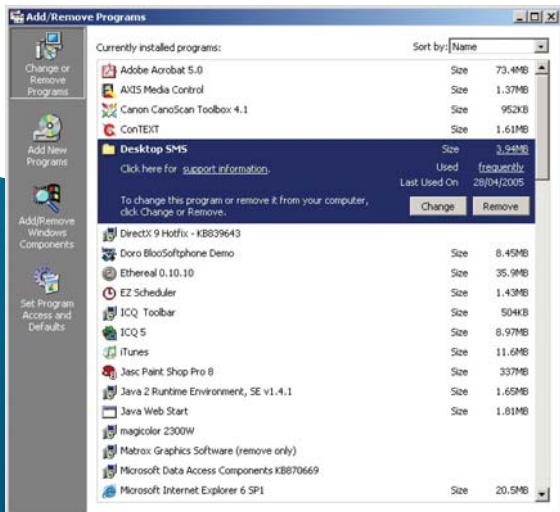 Add/Remove Programs
Change or
Remove
Programs
Add New
Programs
Add/Remove
Windows
Components
Set Program
Access and
Defaults
Currently installed programs: Sort by: Name
Adobe Acrobat 5.0 Size 73.4MB
AXIS Media Control Size 1.37MB
Canon CanoScan Toolbox 4.1 Size 952KB
ConTEXT Size 1.61MB
Desktop SMS Size 3.94MB
Click here for support information. Used frequently
Last Used On 28/04/2005
To change this program or remove it from your computer,
click Change or Remove. Change Remove
DirectX 9 Hotfix - KB839643
Doro BlooSoftphone Demo Size 8.45MB
Ethereal 0.10.10 Size 35.9MB
EZ Scheduler Size 1.43MB
ICQ Toolbar Size 504KB
ICQ 5 Size 8.97MB
iTunes Size 11.6MB
Jasc Paint Shop Pro 8 Size 337MB
Java 2 Runtime Environment, SE v1.4.1 Size 1.65MB
Java Web Start Size 1.81MB
magicolor 2300W
Matrox Graphics Software (remove only)
Microsoft Data Access Components KB870669
Microsoft Internet Explorer 6 SP1 Size 20.5MB